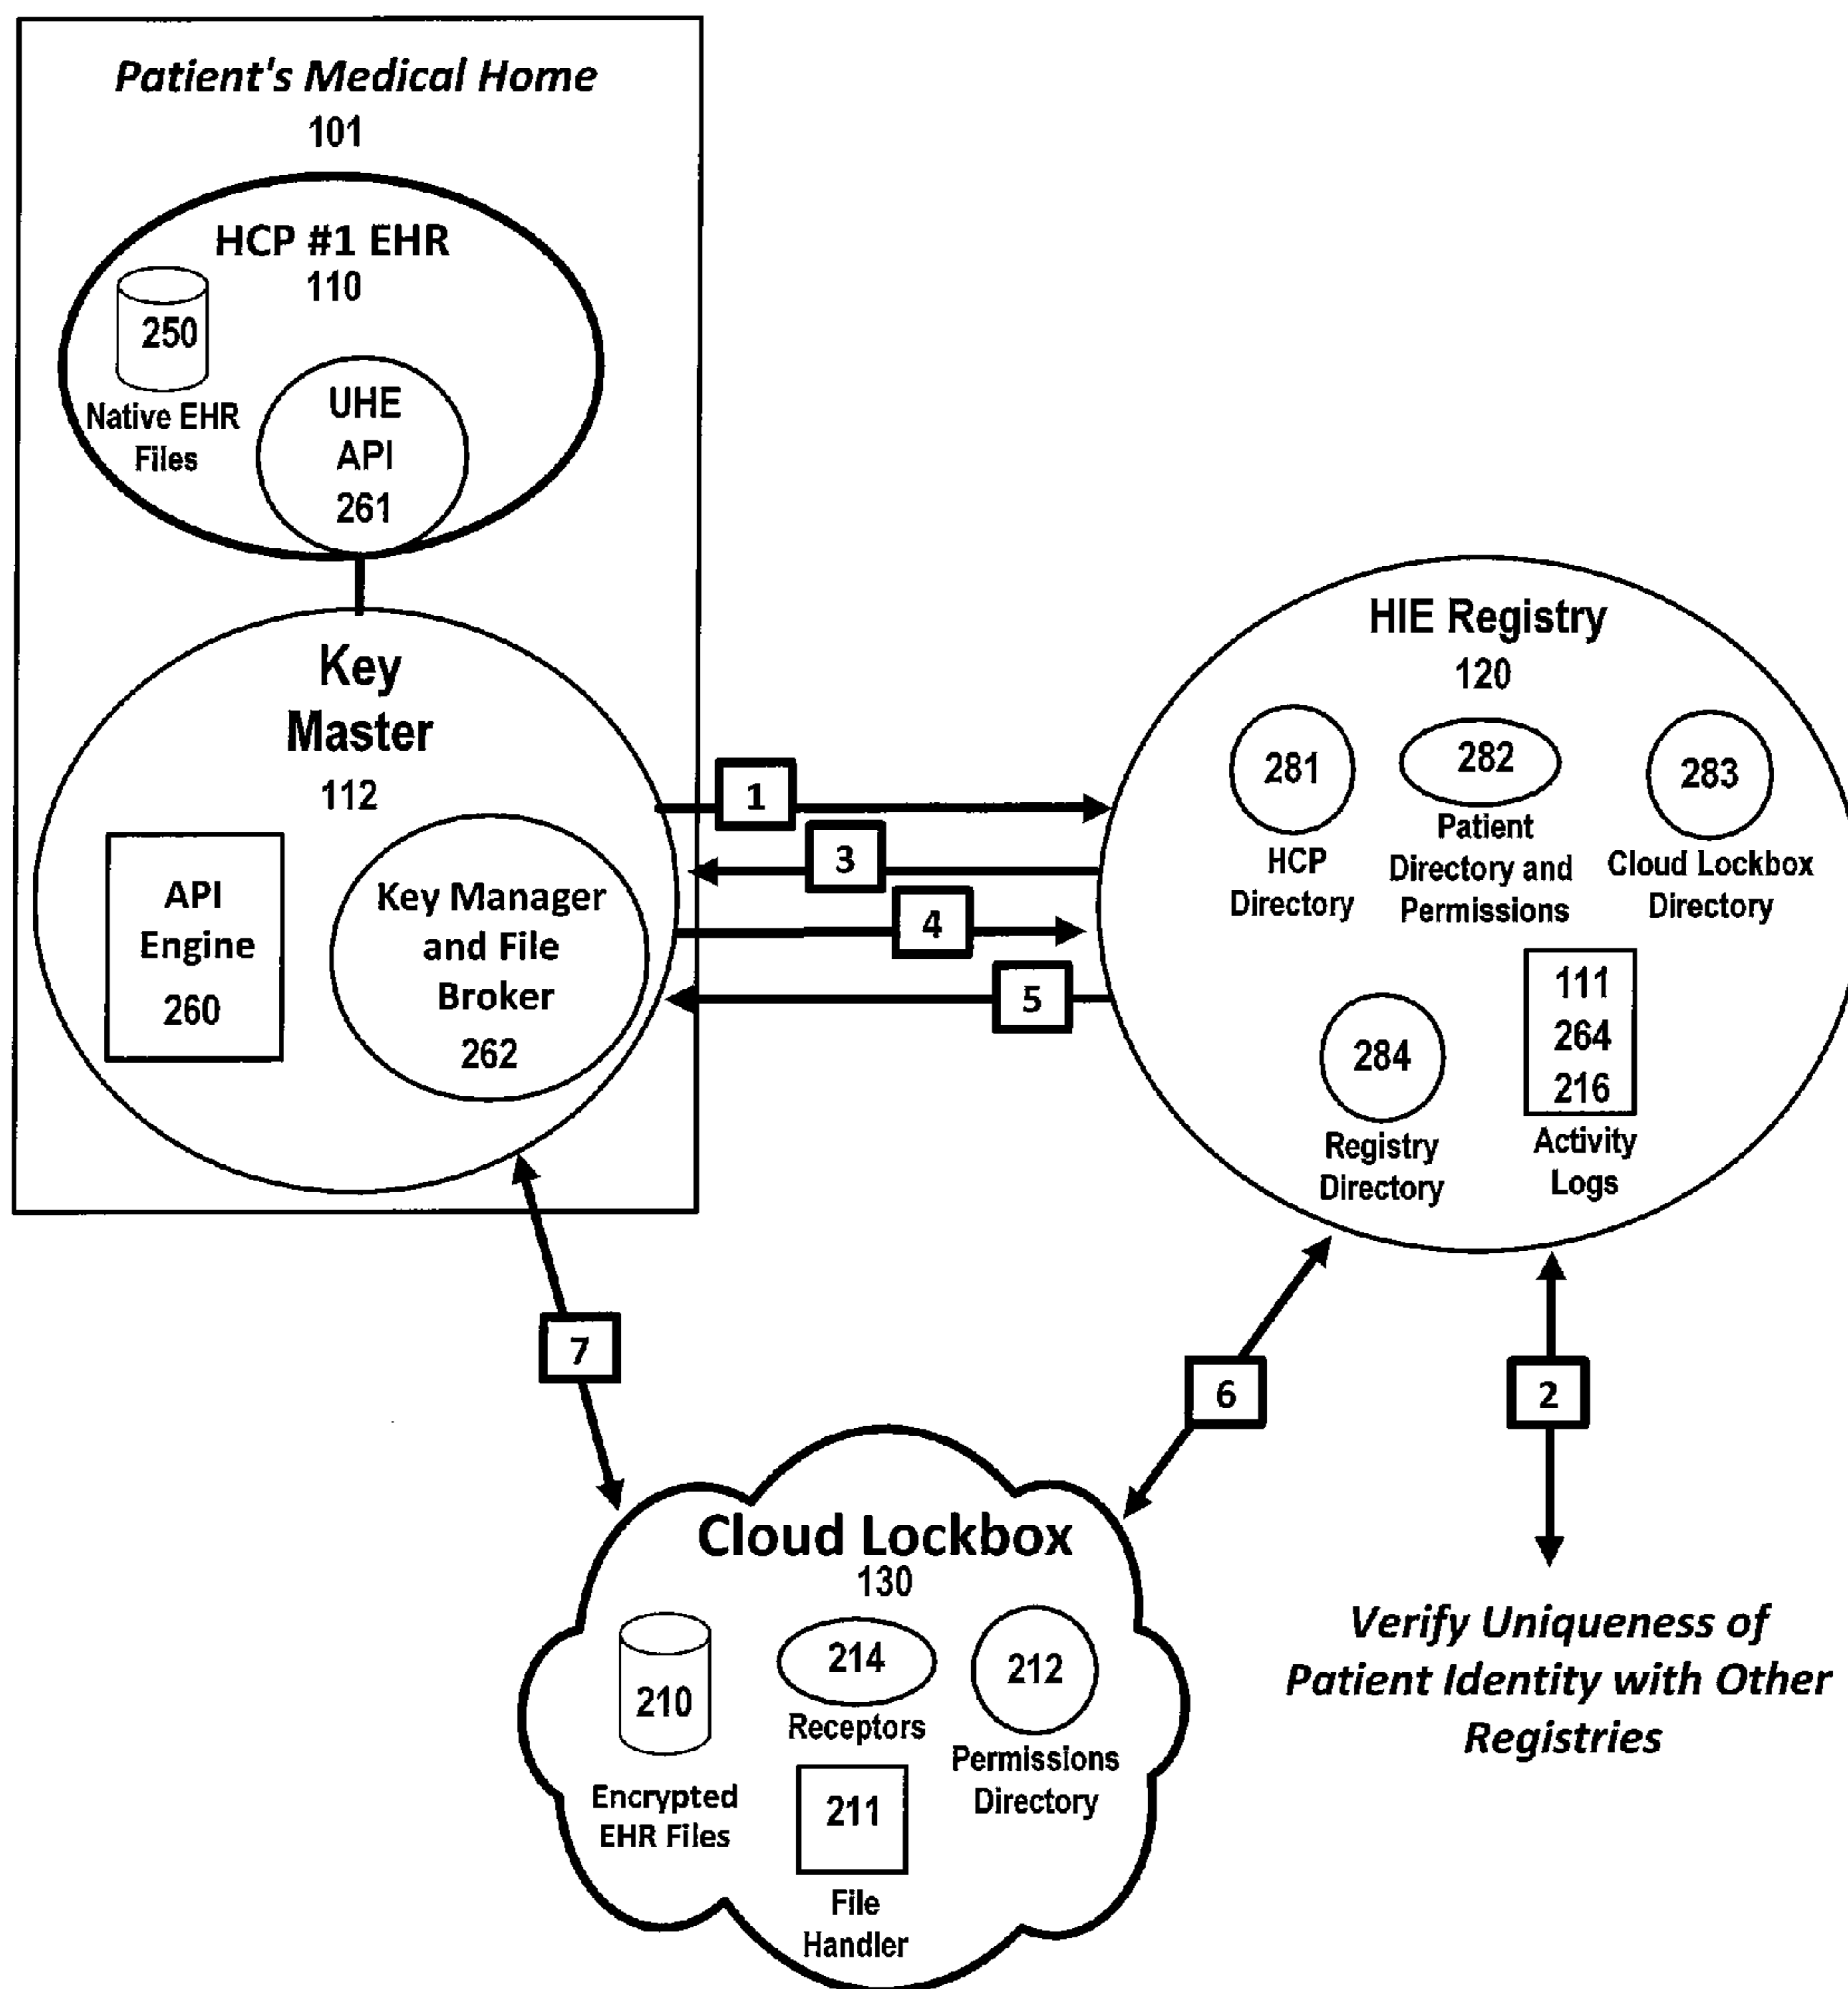 Patient's Medical Home
101
HCP #1 EHR
110
250
Native EHR
Files
UHE
API
261
Key
Master
112
API
Engine
260
Key Manager
and File
Broker
262
1
3
4
5
HIE Registry
120
281
HCP
Directory
282
Patient
Directory and
Permissions
283
Cloud Lockbox
Directory
284
Registry
Directory
111
264
216
Activity
Logs
7
6
2
Verify Uniqueness of
Patient Identity with Other
Registries
Cloud Lockbox
130
210
Encrypted
EHR Files
214
Receptors
212
Permissions
Directory
211
File
Handler